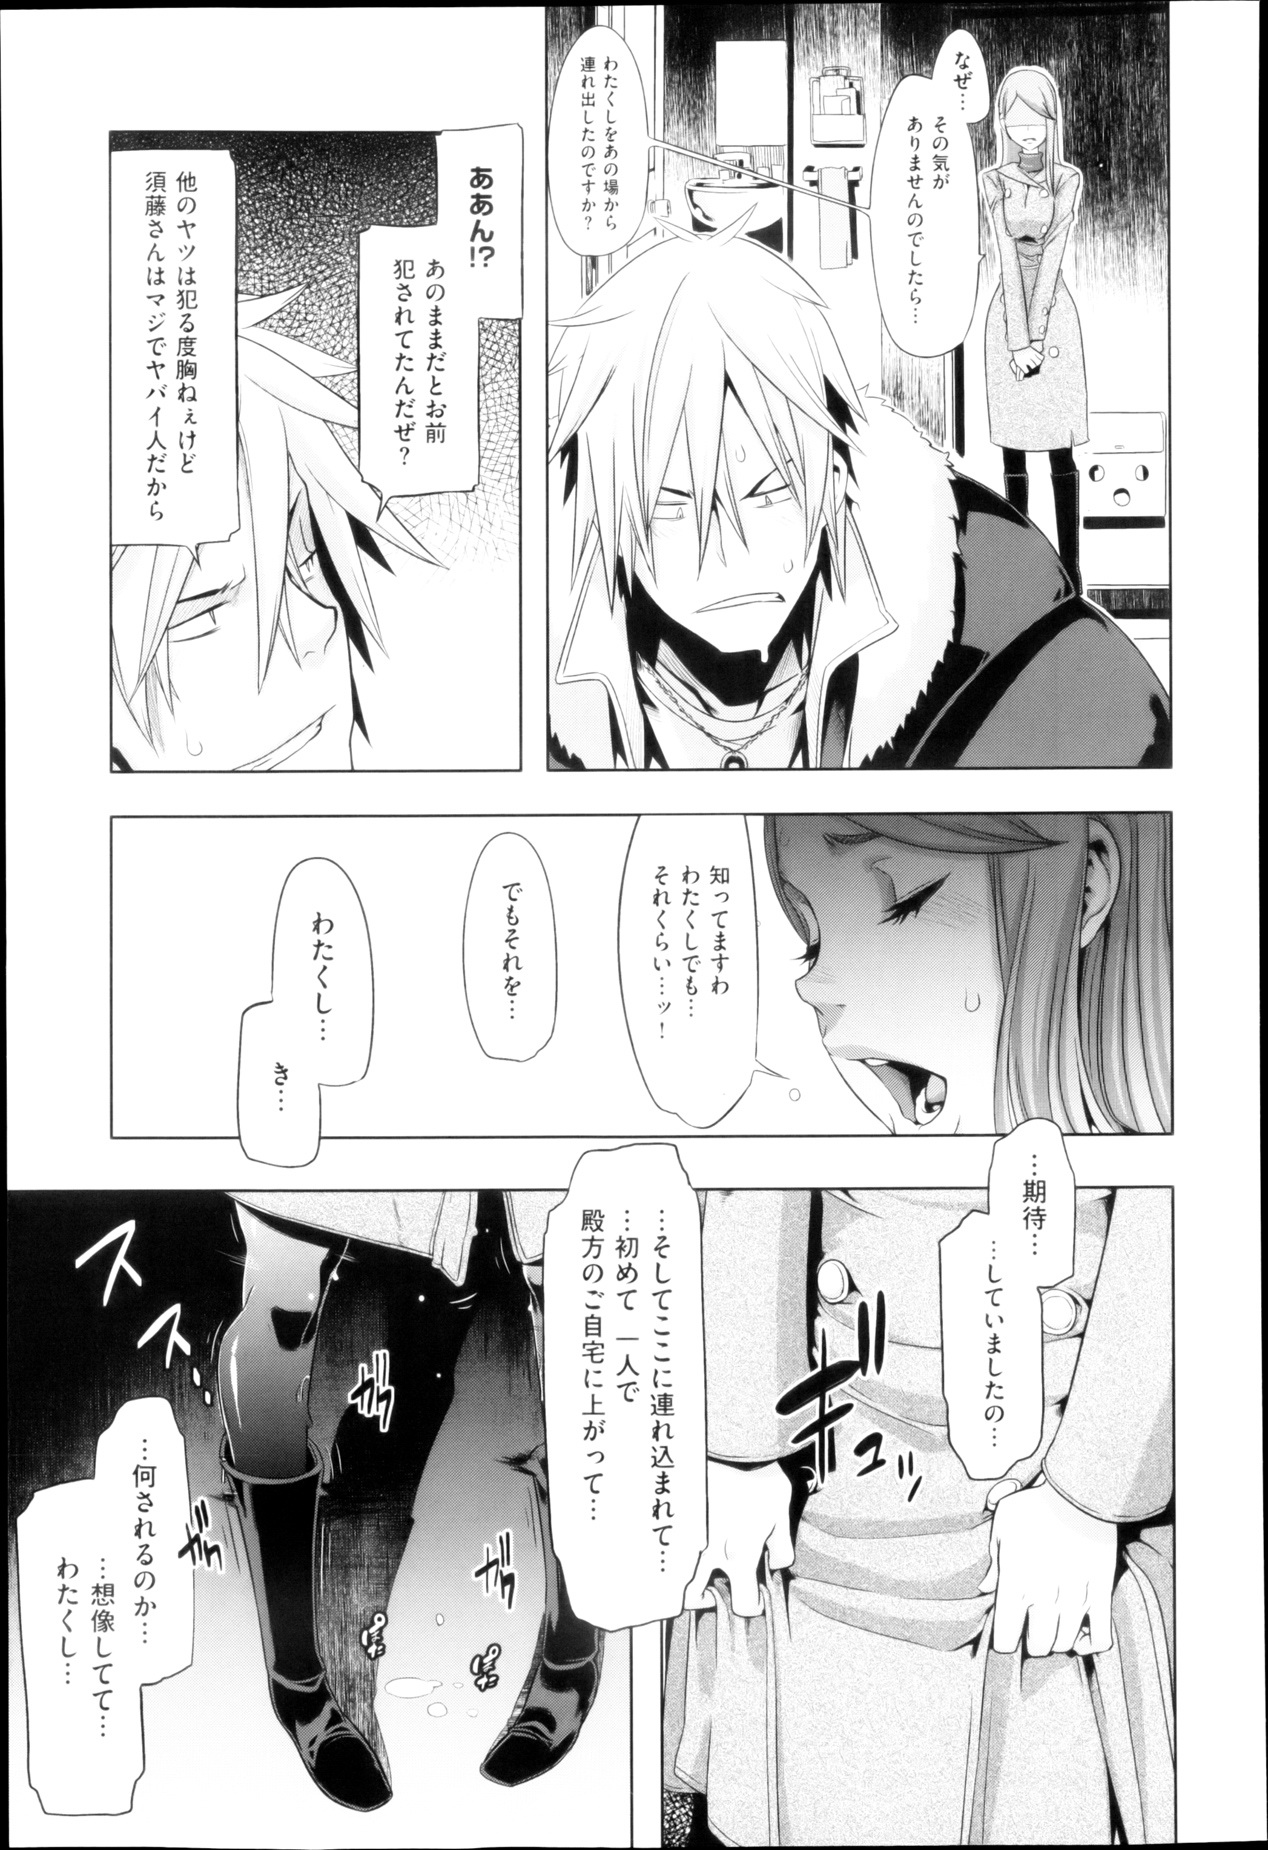 なぜ…
その気が
ありませんのでしたら…
わたくしをあの場から
連れ出したのですか？
ああん!?
あのままだとお前
犯されてたんだぜ？
他のヤツは犯る度胸ねぇけど
須藤さんはマジでヤバイ人だから
知ってますわ
わたくしでも…
それくらい…ッ！
でもそれを…
わたくし…
き…
…期待…
…していましたの…
ギュッ
…そしてここに連れ込まれて…
…初めて一人で
殿方のご自宅に上がって…
スス
ガク
ガク
ガク
ポタ
ポタ
…何されるのか…
…想像してて…
わたくし…